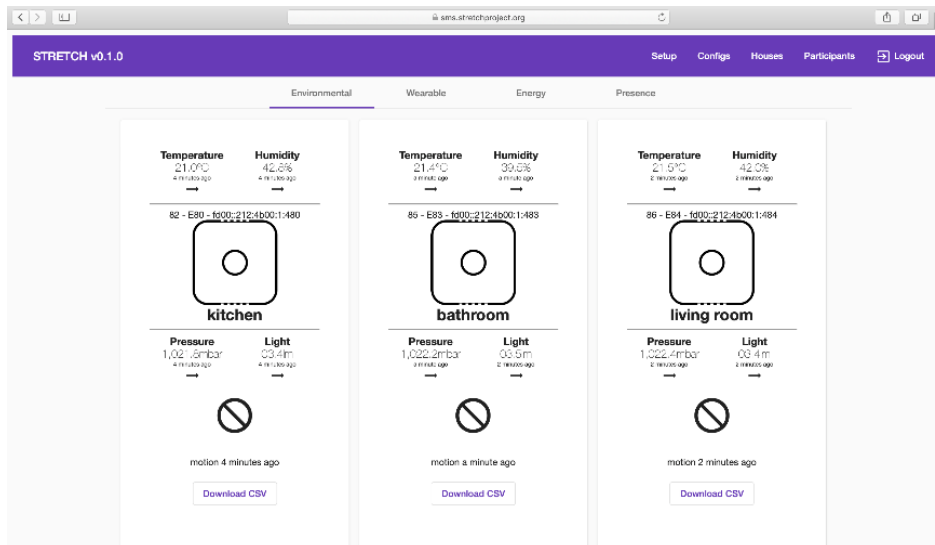 sms.stretchproject.org
STRETCH v0.1.0
Setup Configs Houses Participants Logout
Environmental Wearable Energy Presence
Temperature Humidity
21.0°C 42.8%
4 minutes ago 4 minutes ago
82 - E80 - fd00::212:4b00:1:480
kitchen
Pressure Light
1,021.8mbar
4 minutes ago 4 minutes ago
motion 4 minutes ago
Download CSV
Temperature Humidity
21.4°C 39.5%
a minute ago a minute ago
85 - E83 - fd00::212:4b00:1:483
bathroom
Pressure Light
1,022.2mbar
a minute ago 2 minutes ago
motion a minute ago
Download CSV
Temperature Humidity
21.5°C
2 minutes ago 2 minutes ago
86 - E84 - fd00::212:4b00:1:484
living room
Pressure Light
1,022.4mbar
2 minutes ago 2 minutes ago
motion 2 minutes ago
Download CSV